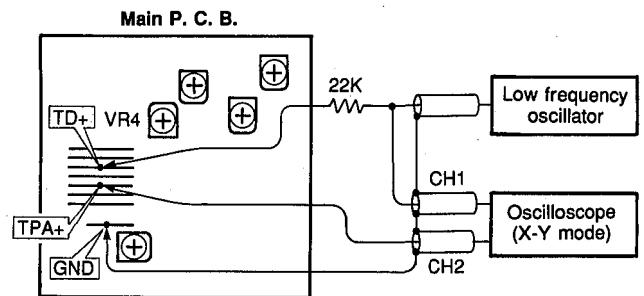 Main P. C. B.
22K
Low frequency
oscillator
TD+
VR4
CH1
Oscilloscope
(X-Y mode)
TPA+
CH2
GND